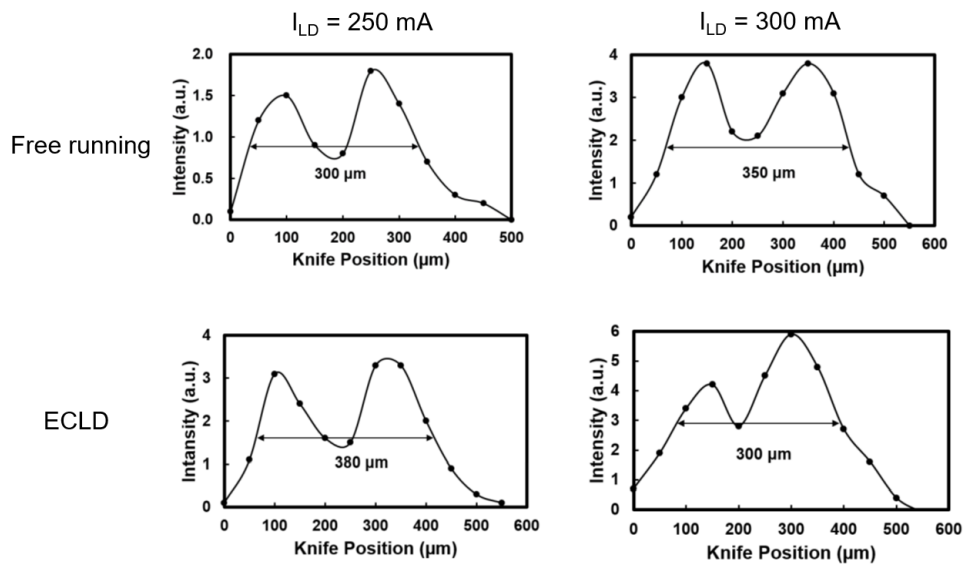 I_LD = 250 mA
I_LD = 300 mA
Free running
Intensity (a.u.)
2.0
1.5
1.0
0.5
0.0
300 µm
0 100 200 300 400 500
Knife Position (µm)
Intensity (a.u.)
4
3
2
1
0
350 µm
0 100 200 300 400 500 600
Knife Position (µm)
ECLD
Intansity (a.u.)
4
3
2
1
0
380 µm
0 100 200 300 400 500 600
Knife Position (µm)
Intensity (a.u.)
6
5
4
3
2
1
0
300 µm
0 100 200 300 400 500 600
Knife Position (µm)